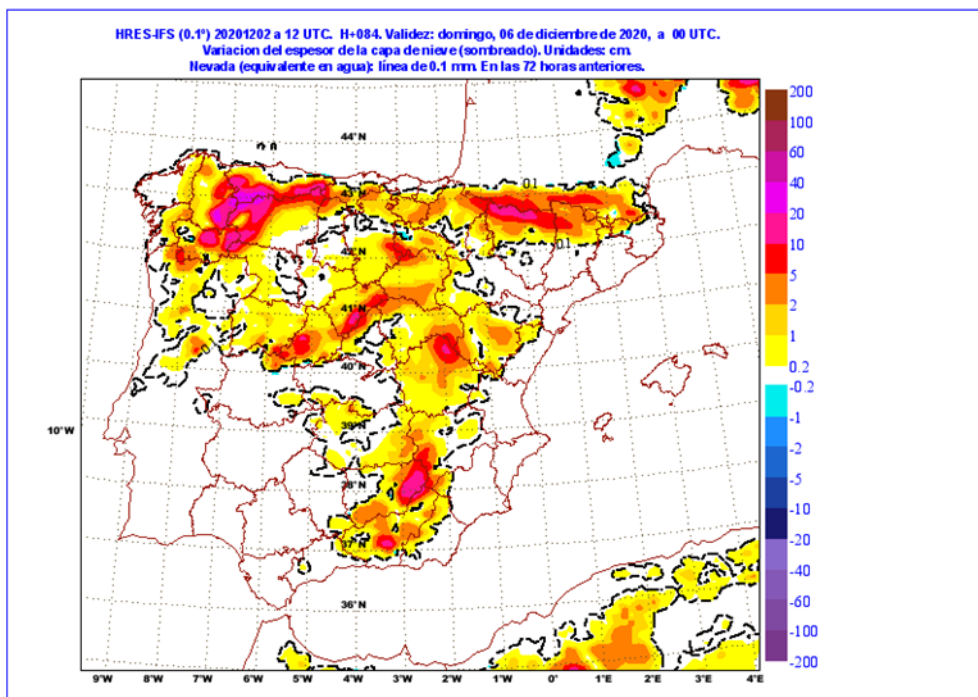 HRES-IFS (0.1º) 20201202 a 12 UTC. H+084. Validez: domingo, 06 de diciembre de 2020, a 00 UTC.
Variacion del espesor de la capa de nieve (sombreado). Unidades: cm.
Nevada (equivalente en agua): línea de 0.1 mm. En las 72 horas anteriores.
44°N
0.1
43°N
0.1
42°N
41°N
40°N
39°N
10°W
38°N
37°N
36°N
9°W 8°W 7°W 6°W 5°W 4°W 3°W 2°W 1°W 0° 1°E 2°E 3°E 4°E
200
100
60
40
20
10
5
2
1
0.2
-0.2
-1
-2
-5
-10
-20
-40
-60
-100
-200